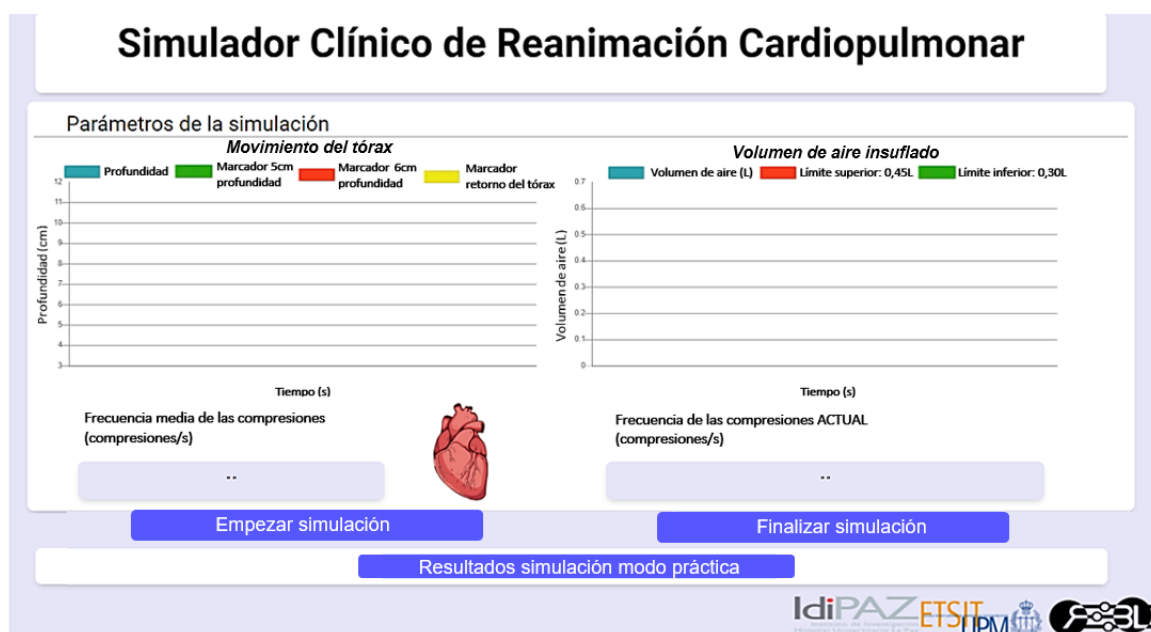 Simulador Clínico de Reanimación Cardiopulmonar
Parámetros de la simulación
Movimiento del tórax
Profundidad
Marcador 5cm
profundidad
Marcador 6cm
profundidad
Marcador
retorno del tórax
12
11
10
9
8
7
6
5
4
3
Profundidad (cm)
Tiempo (s)
Volumen de aire insuflado
Volumen de aire (L)
Límite superior: 0,45L
Límite inferior: 0,30L
0.7
0.6
0.5
0.4
0.3
0.2
0.1
0
Volumen de aire (L)
Tiempo (s)
Frecuencia media de las compresiones
(compresiones/s)
--
Frecuencia de las compresiones ACTUAL
(compresiones/s)
--
Empezar simulación
Finalizar simulación
Resultados simulación modo práctica
IdiPAZ
ETSIT
UPM